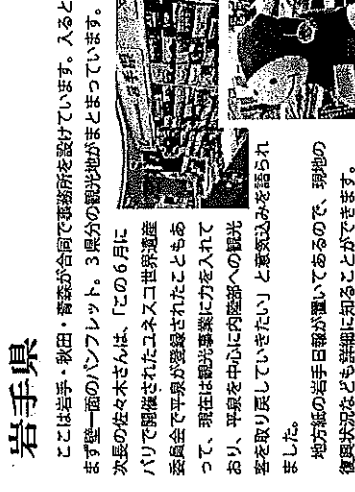 岩手県
ここは岩手・秋田・青森が合同で事務所を設けています。入ると
まず壁一面のパンフレット。３県分の観光地がまとまっています。
次長の佐々木さんは、「この６月に
パリで開催されたユネスコ世界遺産
委員会で平泉が登録されたこともあ
って、現在は観光事業に力を入れて
おり、平泉を中心に内陸部への観光
客を取り戻していきたい」と意気込みを語られ
ました。
地方紙の岩手日報が置いてあるので、現地の
復興状況なども詳細に知ることができます。